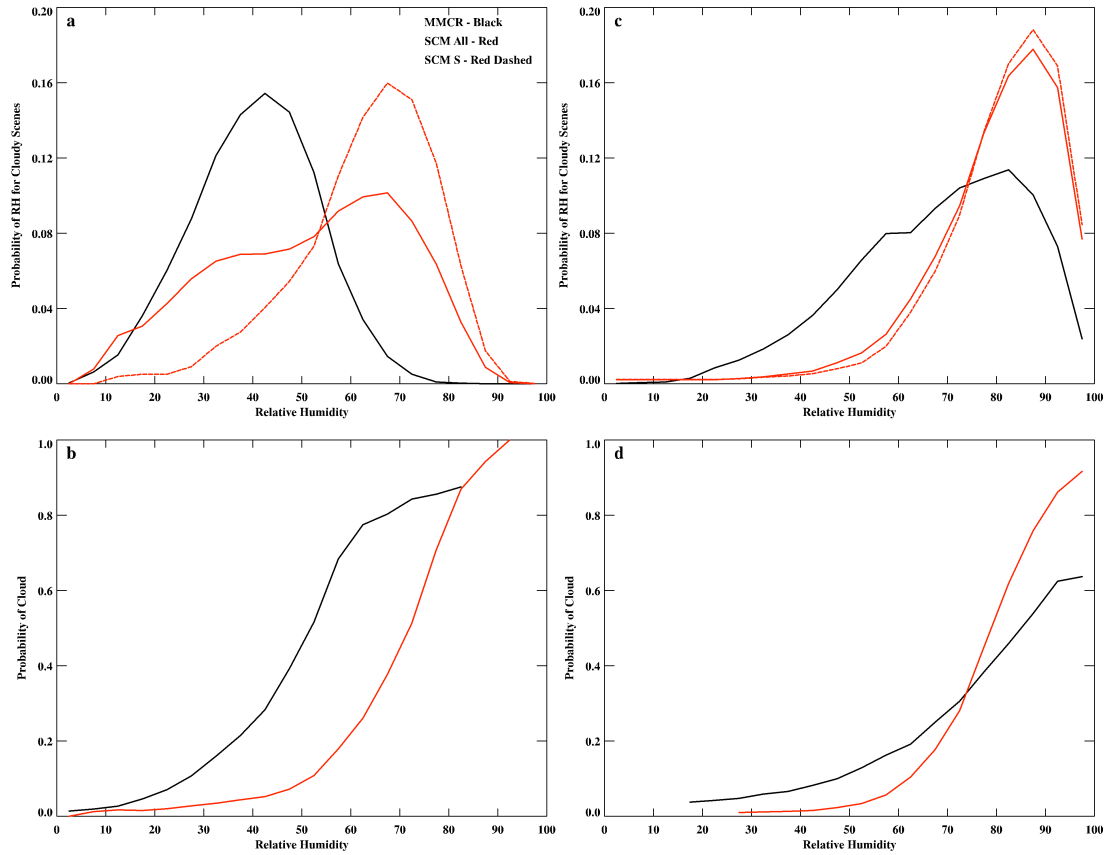 a
MMCR - Black
SCM All - Red
SCM S - Red Dashed
0.20
0.16
0.12
0.08
0.04
0.00
Probability of RH for Cloudy Scenes
0 10 20 30 40 50 60 70 80 90 100
Relative Humidity
c
0.20
0.16
0.12
0.08
0.04
0.00
Probability of RH for Cloudy Scenes
0 10 20 30 40 50 60 70 80 90 100
Relative Humidity
b
1.0
0.8
0.6
0.4
0.2
0.0
Probability of Cloud
0 10 20 30 40 50 60 70 80 90 100
Relative Humidity
d
1.0
0.8
0.6
0.4
0.2
0.0
Probability of Cloud
0 10 20 30 40 50 60 70 80 90 100
Relative Humidity